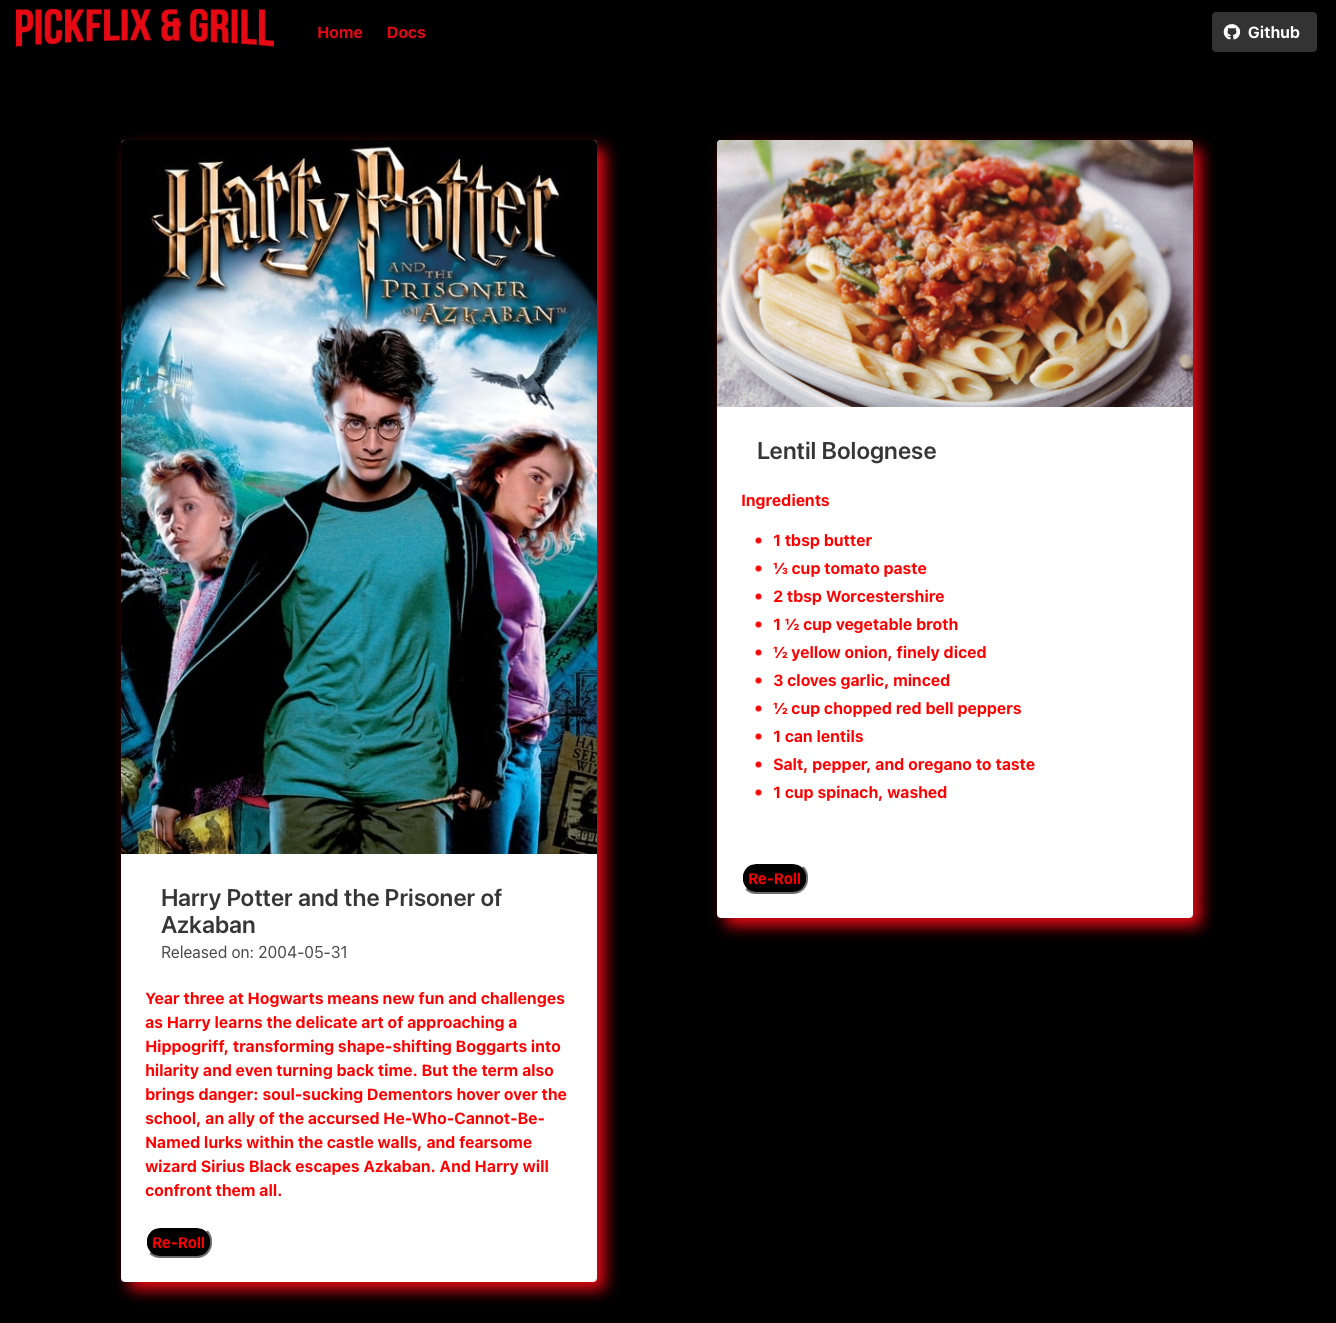 PICKFLIX & GRILL
Home
Docs
Github
Harry Potter
AND THE
PRISONER
OF AZKABAN™
Harry Potter and the Prisoner of
Azkaban
Released on: 2004-05-31
Year three at Hogwarts means new fun and challenges
as Harry learns the delicate art of approaching a
Hippogriff, transforming shape-shifting Boggarts into
hilarity and even turning back time. But the term also
brings danger: soul-sucking Dementors hover over the
school, an ally of the accursed He-Who-Cannot-Be-
Named lurks within the castle walls, and fearsome
wizard Sirius Black escapes Azkaban. And Harry will
confront them all.
Re-Roll
Lentil Bolognese
Ingredients
• 1 tbsp butter
• ⅓ cup tomato paste
• 2 tbsp Worcestershire
• 1 ½ cup vegetable broth
• ½ yellow onion, finely diced
• 3 cloves garlic, minced
• ½ cup chopped red bell peppers
• 1 can lentils
• Salt, pepper, and oregano to taste
• 1 cup spinach, washed
Re-Roll